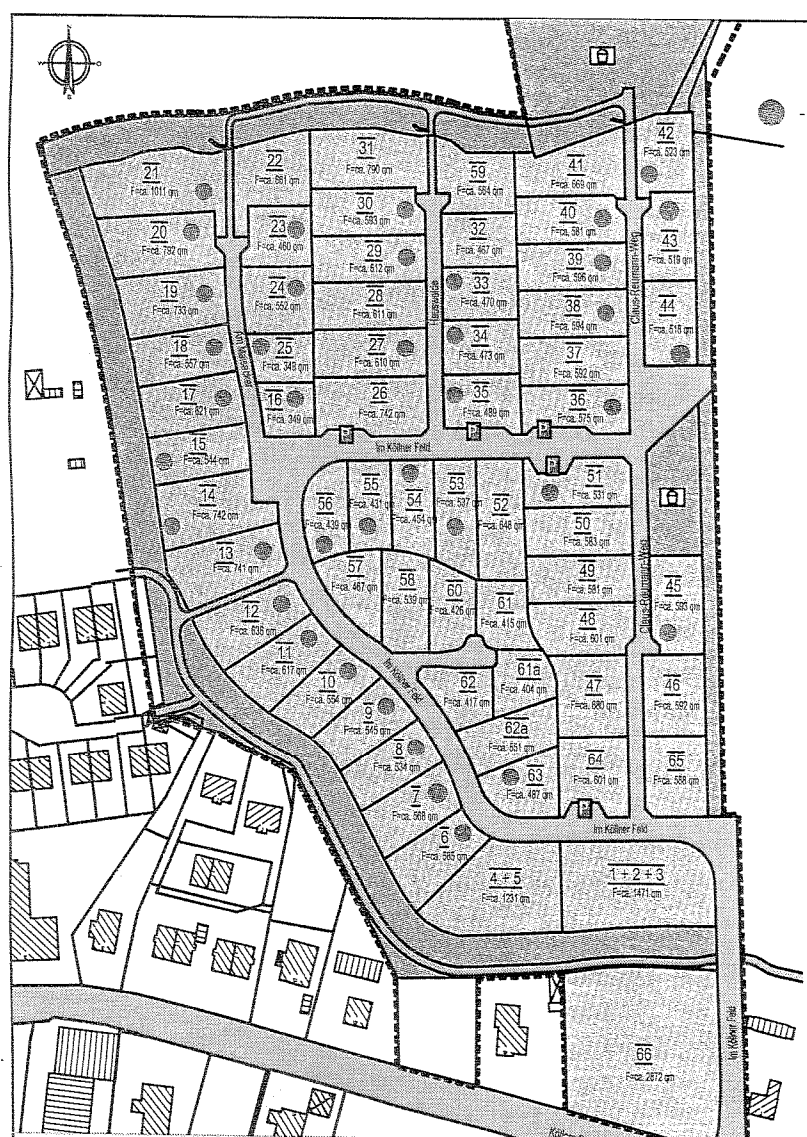 21
F=ca. 1011 qm
22
F=ca. 661 qm
31
F=ca. 790 qm
59
F=ca. 564 qm
41
F=ca. 669 qm
42
F=ca. 523 qm
20
F=ca. 792 qm
23
F=ca. 460 qm
30
F=ca. 593 qm
32
F=ca. 467 qm
40
F=ca. 581 qm
43
F=ca. 519 qm
19
F=ca. 733 qm
24
F=ca. 552 qm
29
F=ca. 612 qm
33
F=ca. 470 qm
39
F=ca. 596 qm
44
F=ca. 518 qm
28
F=ca. 611 qm
38
F=ca. 594 qm
18
F=ca. 557 qm
25
F=ca. 348 qm
27
F=ca. 610 qm
34
F=ca. 473 qm
37
F=ca. 592 qm
17
F=ca. 621 qm
16
F=ca. 349 qm
26
F=ca. 742 qm
35
F=ca. 489 qm
36
F=ca. 575 qm
Claus-Reumann-Weg
Im Köllner Feld
15
F=ca. 544 qm
14
F=ca. 742 qm
13
F=ca. 741 qm
56
F=ca. 439 qm
55
F=ca. 431 qm
54
F=ca. 454 qm
53
F=ca. 537 qm
52
F=ca. 648 qm
51
F=ca. 531 qm
50
F=ca. 583 qm
57
F=ca. 467 qm
58
F=ca. 539 qm
60
F=ca. 426 qm
61
F=ca. 415 qm
49
F=ca. 581 qm
48
F=ca. 601 qm
45
F=ca. 593 qm
Claus-Reumann-Weg
12
F=ca. 636 qm
11
F=ca. 617 qm
10
F=ca. 554 qm
9
F=ca. 545 qm
8
F=ca. 534 qm
7
F=ca. 568 qm
6
F=ca. 565 qm
Im Köllner Feld
62
F=ca. 417 qm
61a
F=ca. 404 qm
62a
F=ca. 551 qm
63
F=ca. 487 qm
47
F=ca. 680 qm
46
F=ca. 592 qm
64
F=ca. 601 qm
65
F=ca. 558 qm
Im Köllner Feld
4 + 5
F=ca. 1231 qm
1 + 2 + 3
F=ca. 1471 qm
66
F=ca. 2872 qm
Im Köllner Feld